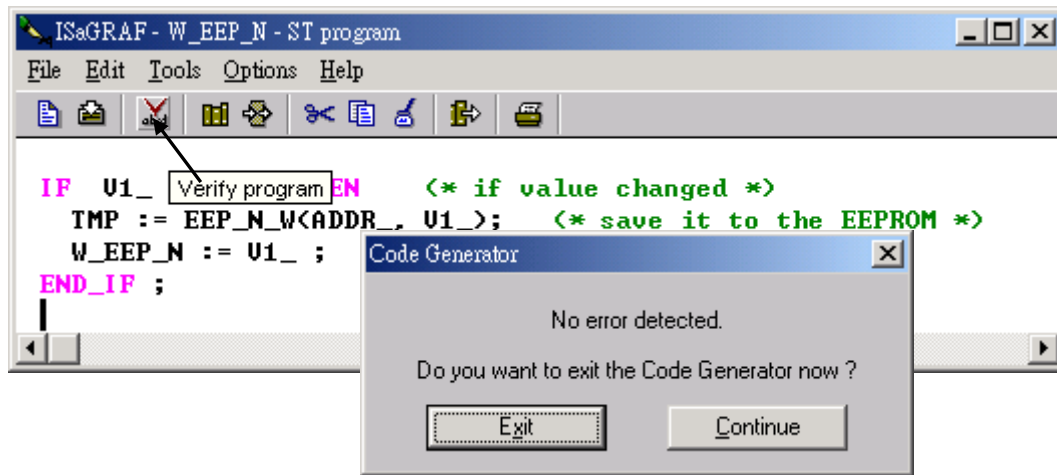 ISaGRAF - W_EEP_N - ST program
File Edit Tools Options Help
IF V1_ EN (* if value changed *)
Verify program
TMP := EEP_N_W(ADDR_, V1_); (* save it to the EEPROM *)
W_EEP_N := V1_ ;
END_IF ;
Code Generator
No error detected.
Do you want to exit the Code Generator now ?
Exit Continue